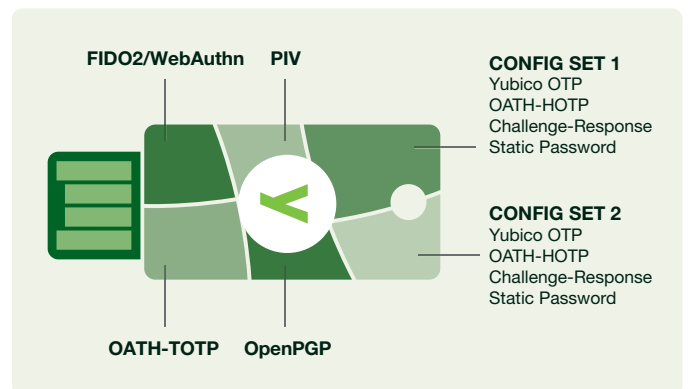 FIDO2/WebAuthn
PIV
CONFIG SET 1
Yubico OTP
OATH-HOTP
Challenge-Response
Static Password
CONFIG SET 2
Yubico OTP
OATH-HOTP
Challenge-Response
Static Password
OATH-TOTP
OpenPGP